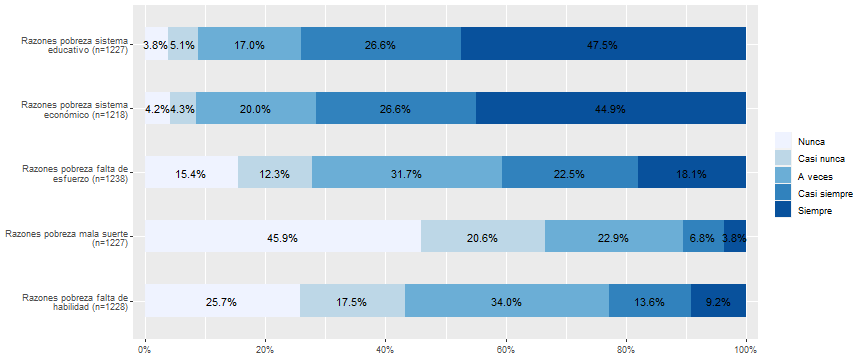 Razones pobreza sistema
educativo (n=1227)
3.8% 5.1% 17.0% 26.6% 47.5%
Razones pobreza sistema
económico (n=1218)
4.2% 4.3% 20.0% 26.6% 44.9%
Razones pobreza falta de
esfuerzo (n=1238)
15.4% 12.3% 31.7% 22.5% 18.1%
Razones pobreza mala suerte
(n=1227)
45.9% 20.6% 22.9% 6.8% 3.8%
Razones pobreza falta de
habilidad (n=1228)
25.7% 17.5% 34.0% 13.6% 9.2%
0% 20% 40% 60% 80% 100%
Nunca
Casi nunca
A veces
Casi siempre
Siempre